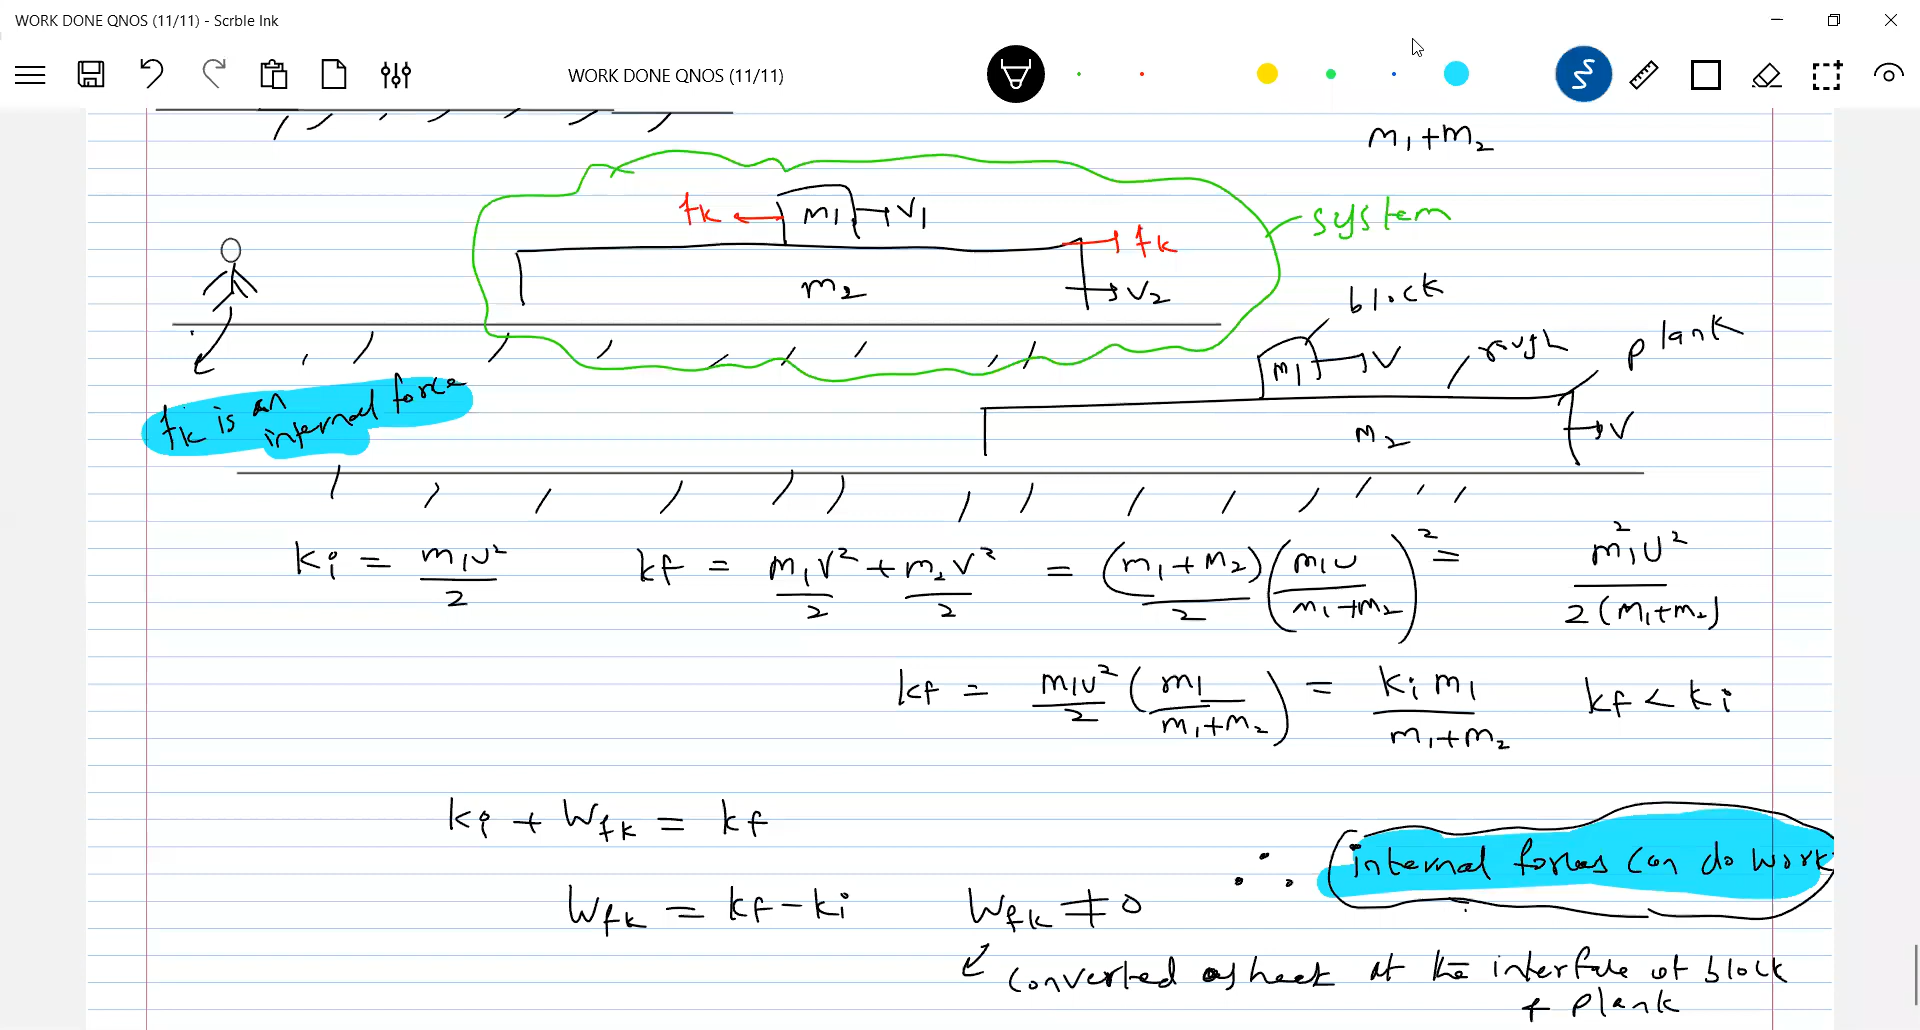 WORK DONE QNOS (11/11) - Scrble Ink
WORK DONE QNOS (11/11)
m₁+m₂
fk m₁ v₁
system
fk
m₂ v₂
block
plank
rough
m₁ v
fk is an internal force
m₂ v
ki = m₁u²/2 kf = m₁v²/2 + m₂v²/2 = (m₁+m₂)/2 (m₁u/(m₁+m₂))² = m₁²u²/2(m₁+m₂)
kf = m₁u²/2 (m₁/(m₁+m₂)) = ki m₁/(m₁+m₂) kf < ki
ki + Wfk = kf
∴ internal forces can do work
Wfk = kf - ki Wfk ≠ 0
converted as heat at the interface of block
+ plank